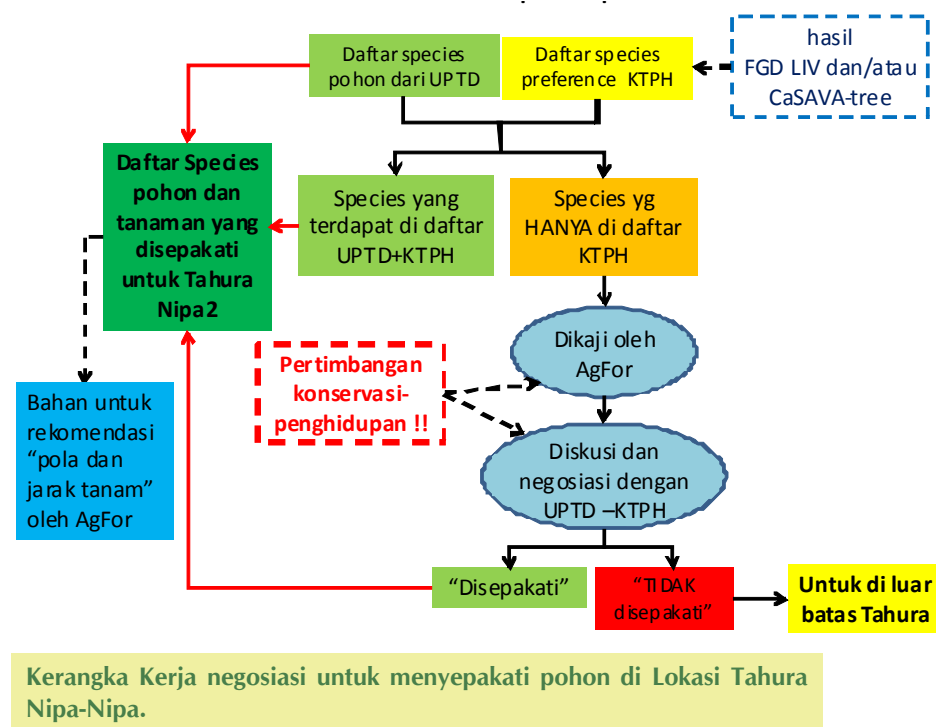 Daftar species
pohon dari UPTD
Daftar species
preference KTPH
hasil
FGD LIV dan/atau
CaSAVA-tree
Daftar Species
pohon dan
tanaman yang
disepakati
untuk Tahura
Nipa2
Species yang
terdapat di daftar
UPTD+KTPH
Species yg
HANYA di daftar
KTPH
Dikaji oleh
AgFor
Pertimbangan
konservasi-
penghidupan !!
Bahan untuk
rekomendasi
“pola dan
jarak tanam”
oleh AgFor
Diskusi dan
negosiasi dengan
UPTD –KTPH
“Disepakati”
“TIDAK
disepakati”
Untuk di luar
batas Tahura
Kerangka Kerja negosiasi untuk menyepakati pohon di Lokasi Tahura
Nipa-Nipa.